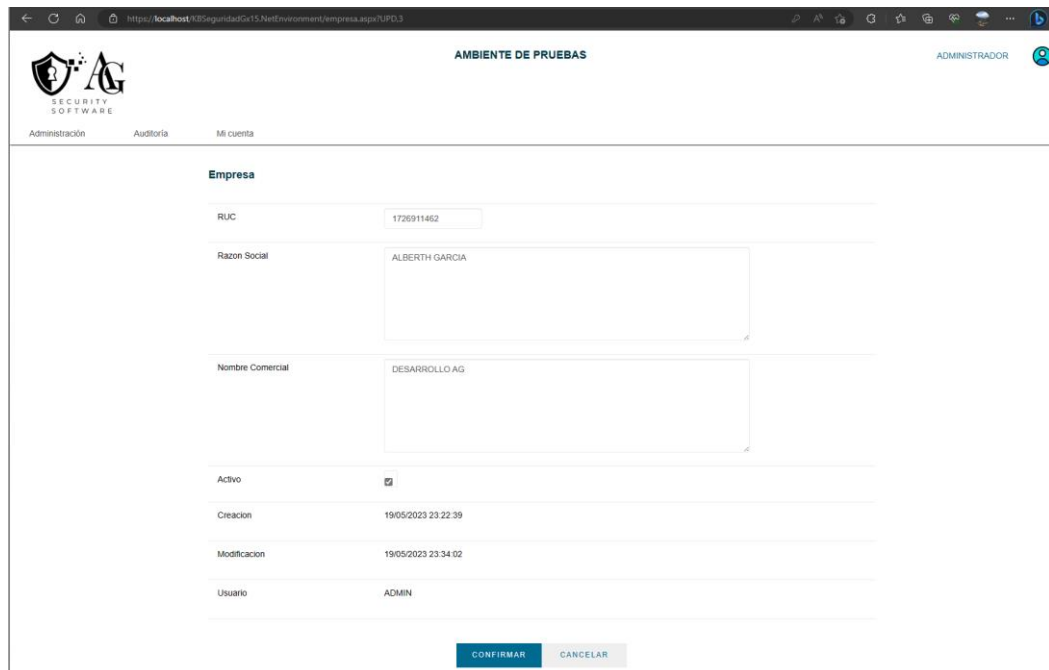 https://localhost/KBSeguridadGx15.NetEnvironment/empresa.aspx?UPD,3
AMBIENTE DE PRUEBAS
ADMINISTRADOR
AG
SECURITY
SOFTWARE
Administración Auditoría Mi cuenta
Empresa
RUC 1726911462
Razon Social ALBERTH GARCIA
Nombre Comercial DESARROLLO AG
Activo
Creacion 19/05/2023 23:22:39
Modificacion 19/05/2023 23:34:02
Usuario ADMIN
CONFIRMAR CANCELAR